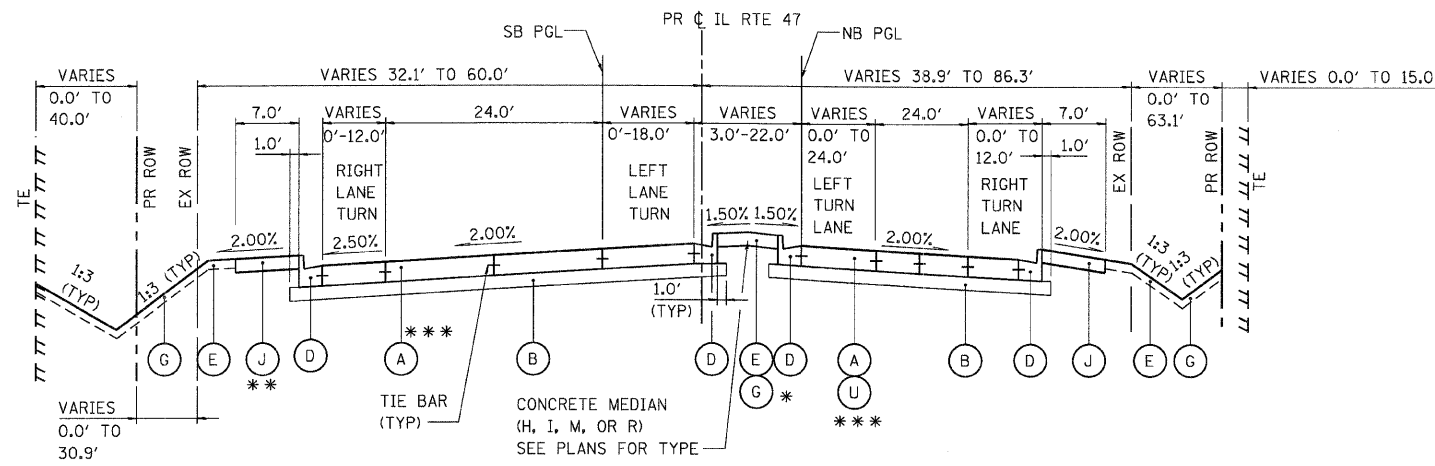 PR ℄ IL RTE 47
SB PGL
NB PGL
VARIES
0.0' TO
40.0'
VARIES 32.1' TO 60.0'
VARIES 38.9' TO 86.3'
VARIES
0.0' TO
63.1'
VARIES 0.0' TO 15.0
7.0'
VARIES
0'-12.0'
24.0'
VARIES
0'-18.0'
VARIES
3.0'-22.0'
VARIES
0.0' TO
24.0'
24.0'
VARIES
0.0' TO
12.0'
7.0'
1.0'
1.0'
TE
PR ROW
EX ROW
RIGHT
LANE
TURN
LEFT
LANE
TURN
LEFT
TURN
LANE
RIGHT
TURN
LANE
EX ROW
PR ROW
TE
2.00%
2.50%
2.00%
1.50%
1.50%
2.00%
2.00%
1:3
(TYP)
1:3 (TYP)
1:3
(TYP)
1:3
(TYP)
1.0'
(TYP)
G
E
J
**
D
A
***
B
D
E
G
D
*
A
U
***
B
D
J
E
G
TIE BAR
(TYP)
CONCRETE MEDIAN
(H, I, M, OR R)
SEE PLANS FOR TYPE
VARIES
0.0' TO
30.9'